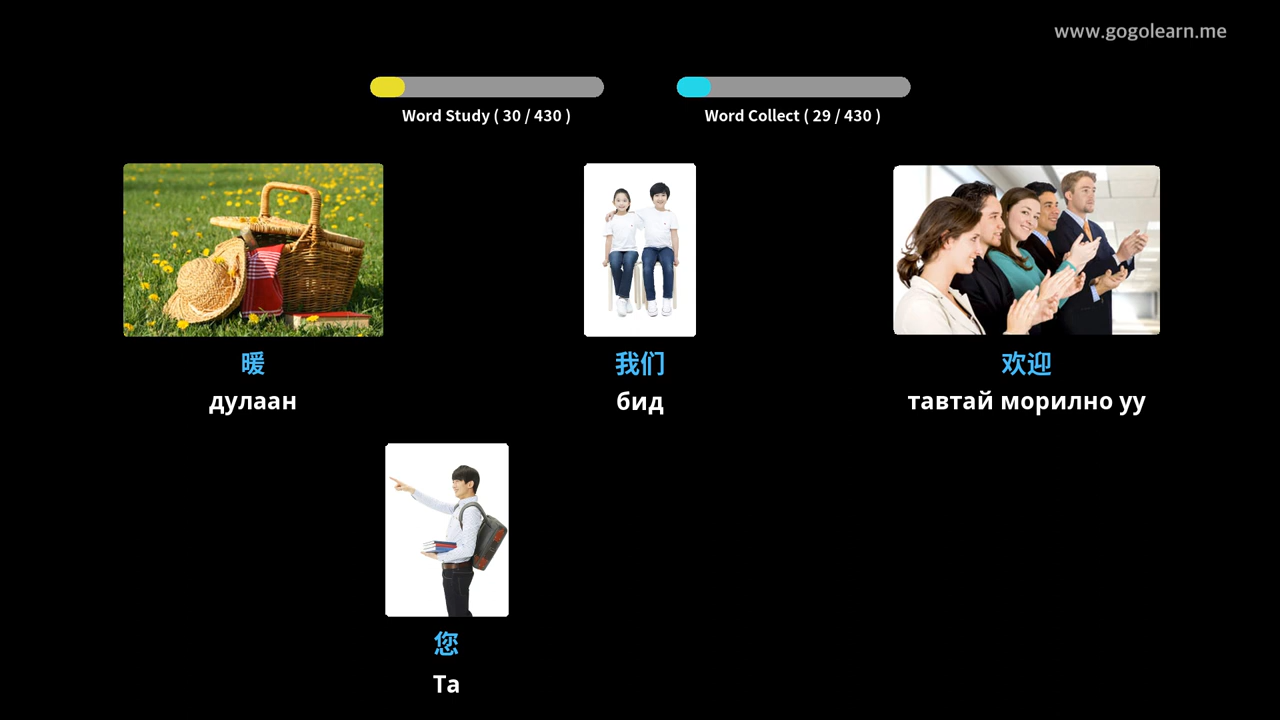 www.gogolearn.me
Word Study ( 30 / 430 )
Word Collect ( 29 / 430 )
暖
дулаан
我们
бид
欢迎
тавтай морилно уу
您
Та